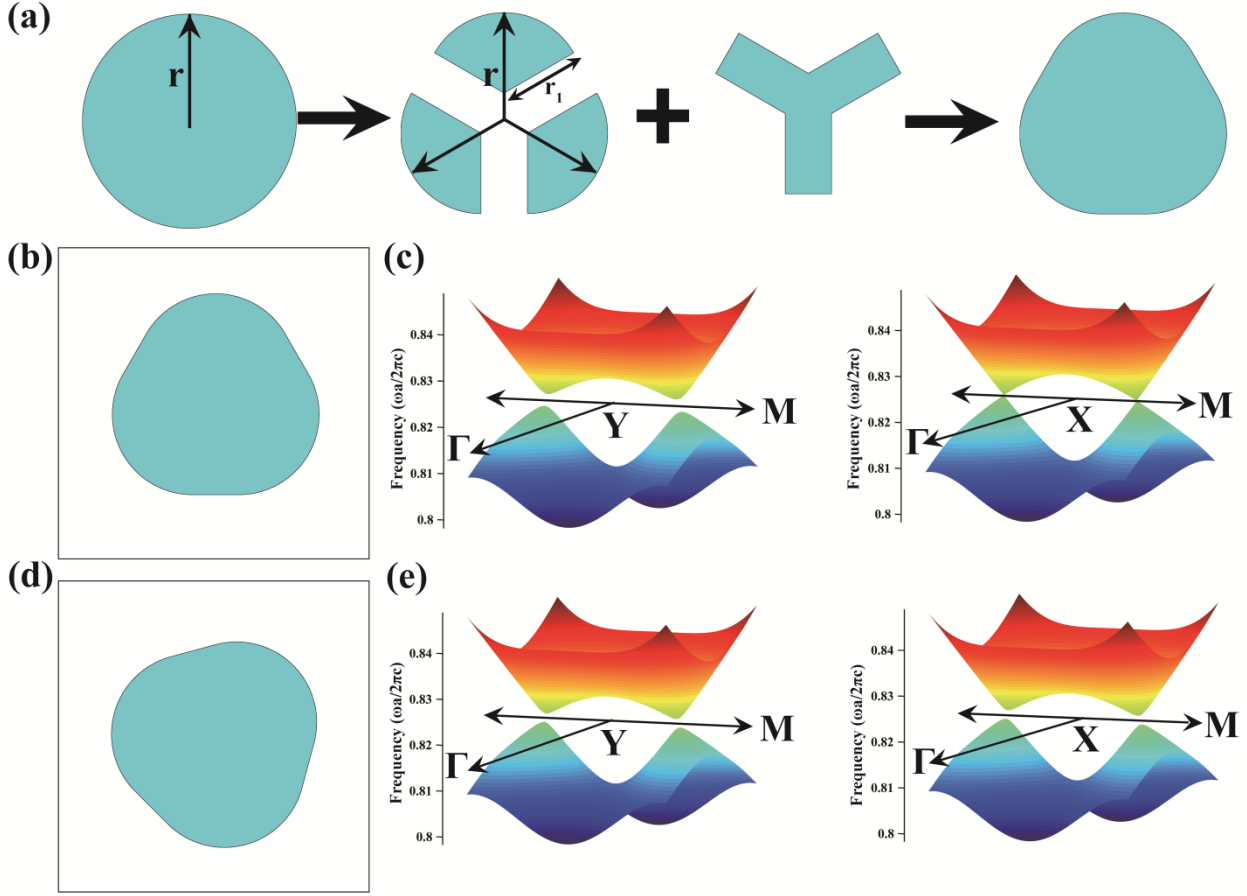 (a)
r
r
r1
(b)
(c)
Frequency (ωa/2πc)
0.84
0.83
0.82
0.81
0.8
Γ
Y
M
Frequency (ωa/2πc)
0.84
0.83
0.82
0.81
0.8
Γ
X
M
(d)
(e)
Frequency (ωa/2πc)
0.84
0.83
0.82
0.81
0.8
Γ
Y
M
Frequency (ωa/2πc)
0.84
0.83
0.82
0.81
0.8
Γ
X
M